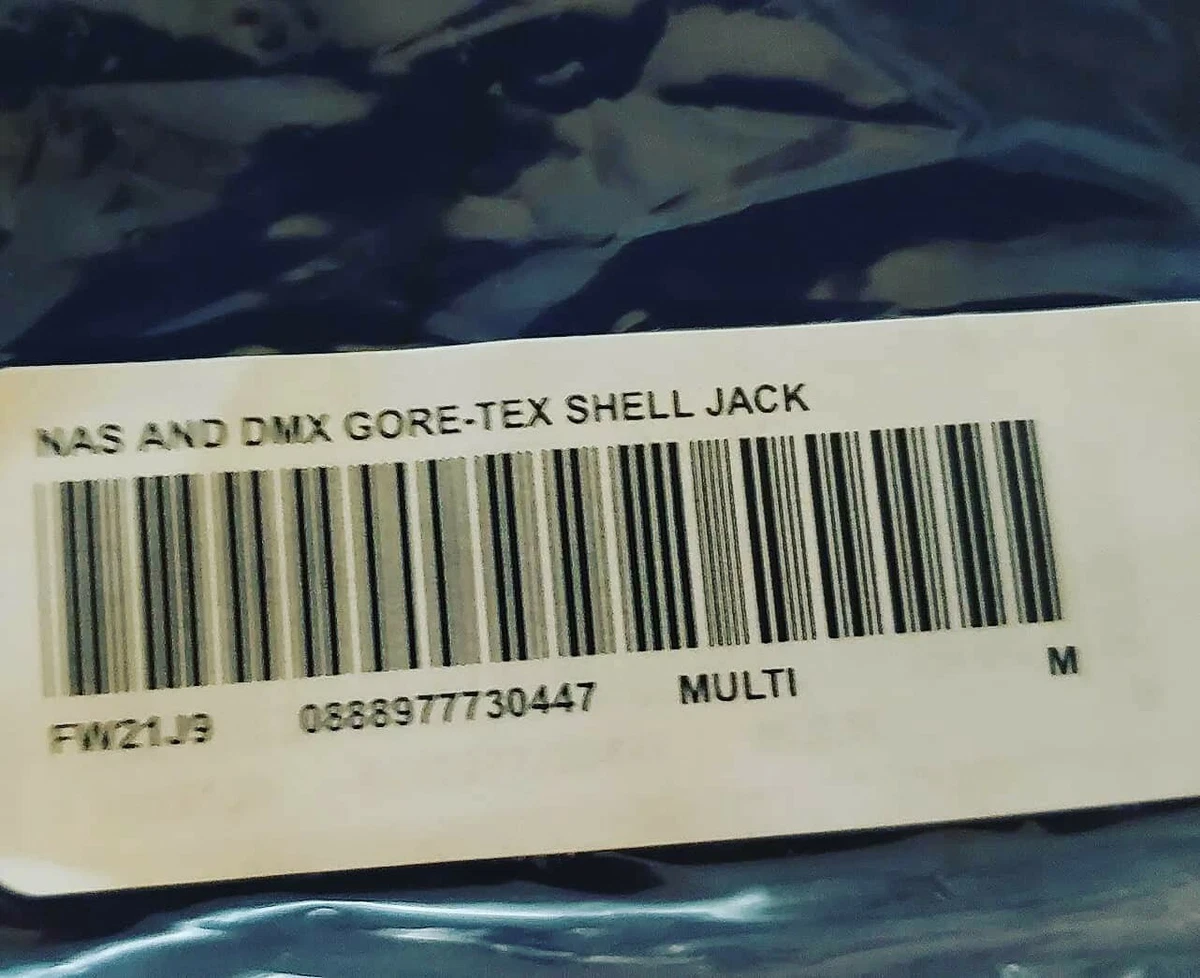 NAS AND DMX GORE-TEX SHELL JACK
FW21J9 0888977730447 MULTI M